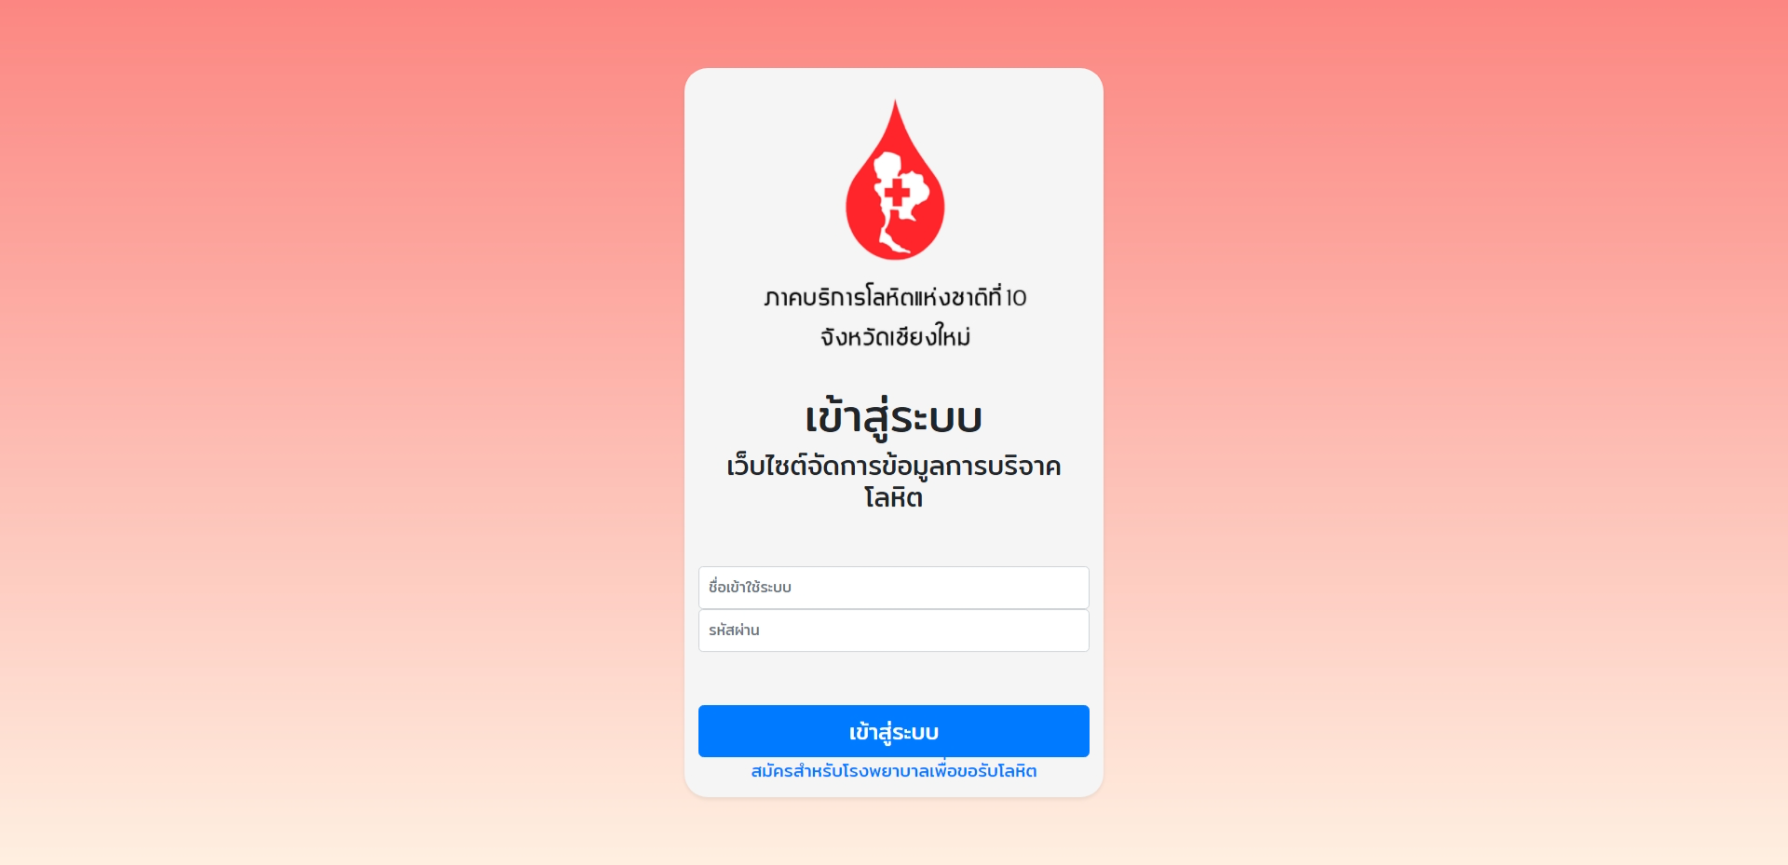 ภาคบริการโลหิตแห่งชาติที่ 10
จังหวัดเชียงใหม่
เข้าสู่ระบบ
เว็บไซต์จัดการข้อมูลการบริจาค
โลหิต
ชื่อเข้าใช้ระบบ
รหัสผ่าน
เข้าสู่ระบบ
สมัครสำหรับโรงพยาบาลเพื่อขอรับโลหิต